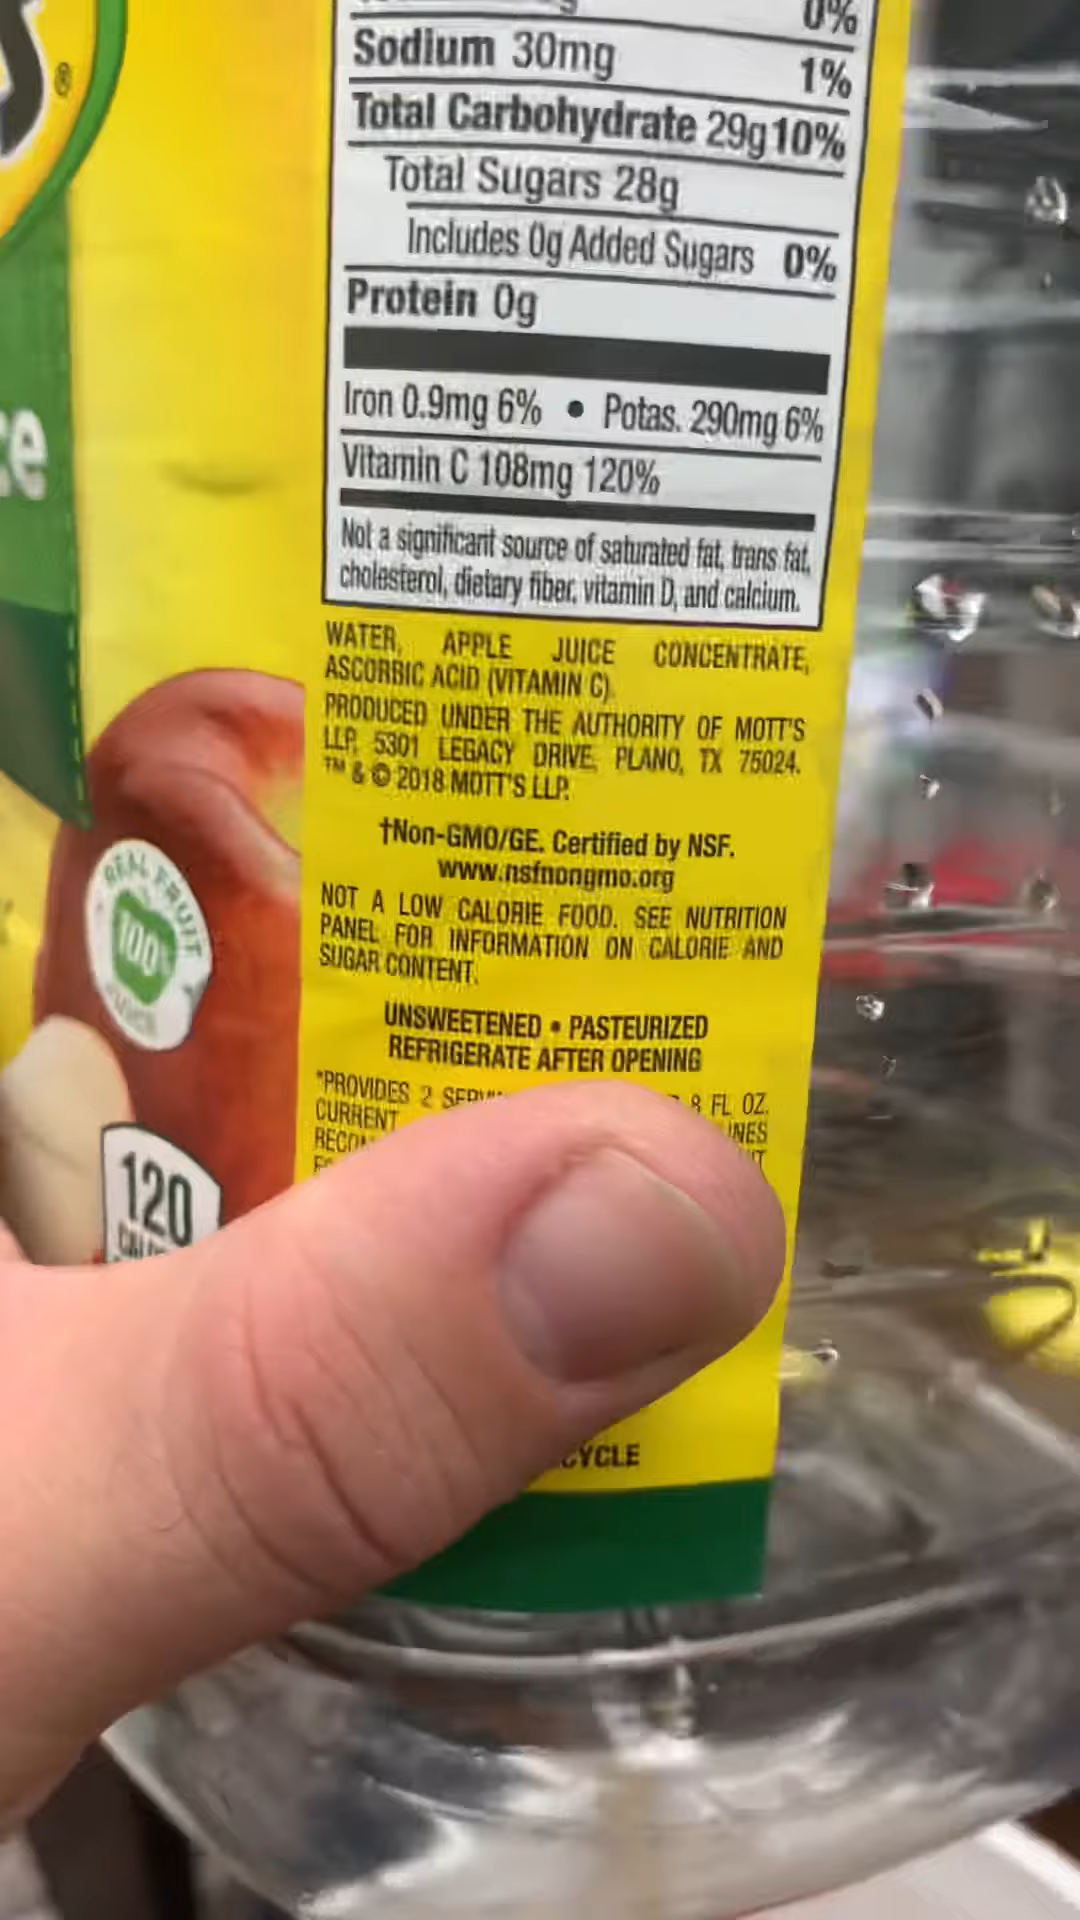 0%
Sodium 30mg 1%
Total Carbohydrate 29g 10%
Total Sugars 28g
Includes 0g Added Sugars 0%
Protein 0g
Iron 0.9mg 6% • Potas. 290mg 6%
Vitamin C 108mg 120%
Not a significant source of saturated fat, trans fat,
cholesterol, dietary fiber, vitamin D, and calcium.
WATER, APPLE JUICE CONCENTRATE,
ASCORBIC ACID (VITAMIN C).
PRODUCED UNDER THE AUTHORITY OF MOTT'S
LLP, 5301 LEGACY DRIVE, PLANO, TX 75024.
™ & © 2018 MOTT'S LLP.
†Non-GMO/GE. Certified by NSF.
www.nsfnongmo.org
NOT A LOW CALORIE FOOD. SEE NUTRITION
PANEL FOR INFORMATION ON CALORIE AND
SUGAR CONTENT.
UNSWEETENED • PASTEURIZED
REFRIGERATE AFTER OPENING
*PROVIDES 2 8 FL OZ.
CURRENT
REAL FRUIT
100%
JUICE
120